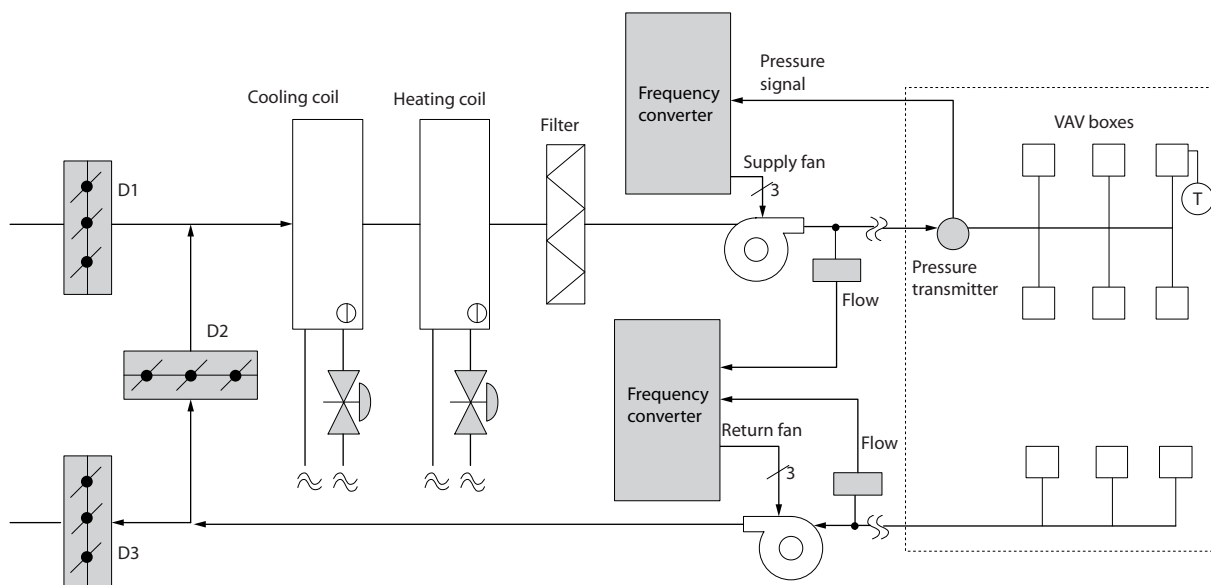 Cooling coil
Heating coil
Filter
Frequency
converter
Pressure
signal
VAV boxes
D1
Supply fan
3
T
Pressure
transmitter
Flow
D2
Frequency
converter
Return fan
3
Flow
D3